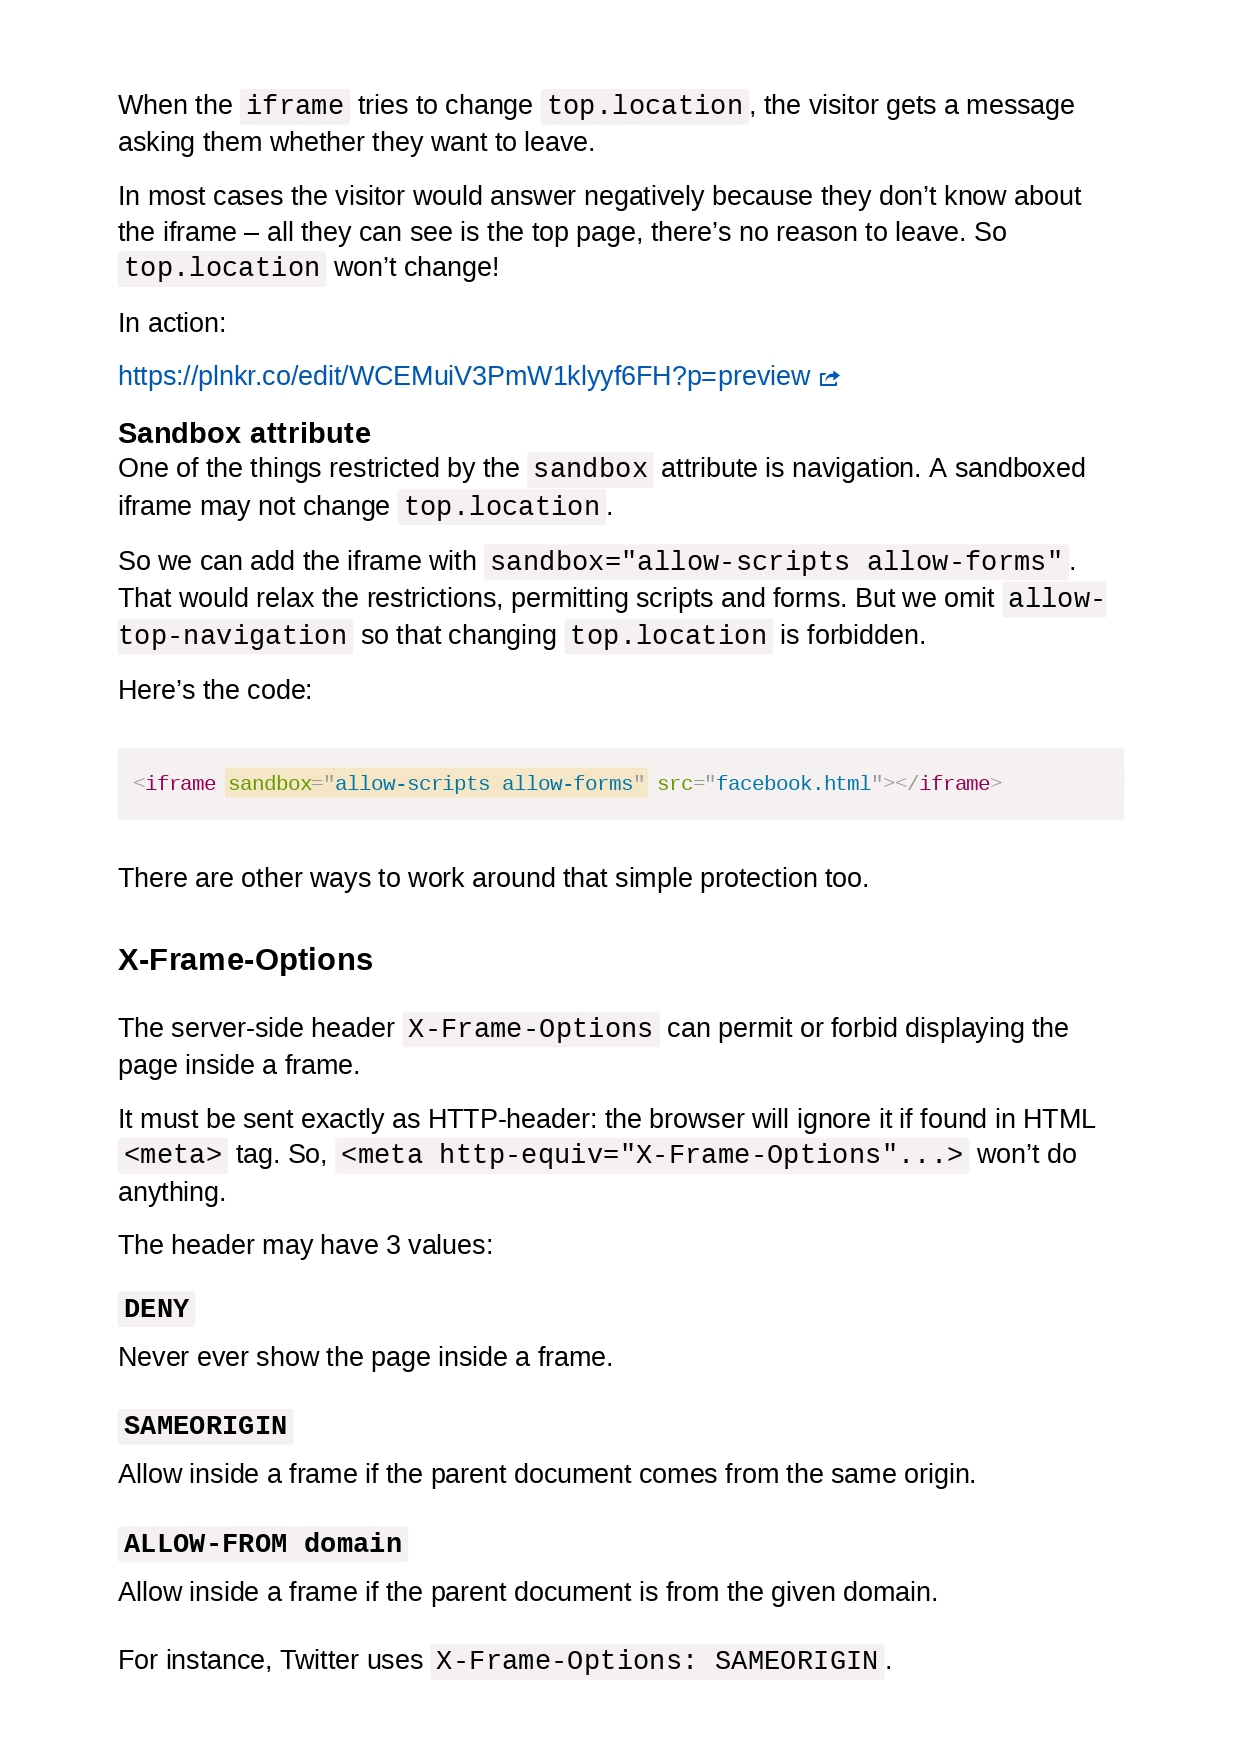 When the iframe tries to change top.location, the visitor gets a message
asking them whether they want to leave.
In most cases the visitor would answer negatively because they don’t know about
the iframe – all they can see is the top page, there’s no reason to leave. So
top.location won’t change!
In action:
https://plnkr.co/edit/WCEMuiV3PmW1klyyf6FH?p=preview
Sandbox attribute
One of the things restricted by the sandbox attribute is navigation. A sandboxed
iframe may not change top.location.
So we can add the iframe with sandbox="allow-scripts allow-forms".
That would relax the restrictions, permitting scripts and forms. But we omit allow-
top-navigation so that changing top.location is forbidden.
Here’s the code:
<iframe sandbox="allow-scripts allow-forms" src="facebook.html"></iframe>
There are other ways to work around that simple protection too.
X-Frame-Options
The server-side header X-Frame-Options can permit or forbid displaying the
page inside a frame.
It must be sent exactly as HTTP-header: the browser will ignore it if found in HTML
<meta> tag. So, <meta http-equiv="X-Frame-Options"...> won’t do
anything.
The header may have 3 values:
DENY
Never ever show the page inside a frame.
SAMEORIGIN
Allow inside a frame if the parent document comes from the same origin.
ALLOW-FROM domain
Allow inside a frame if the parent document is from the given domain.
For instance, Twitter uses X-Frame-Options: SAMEORIGIN.